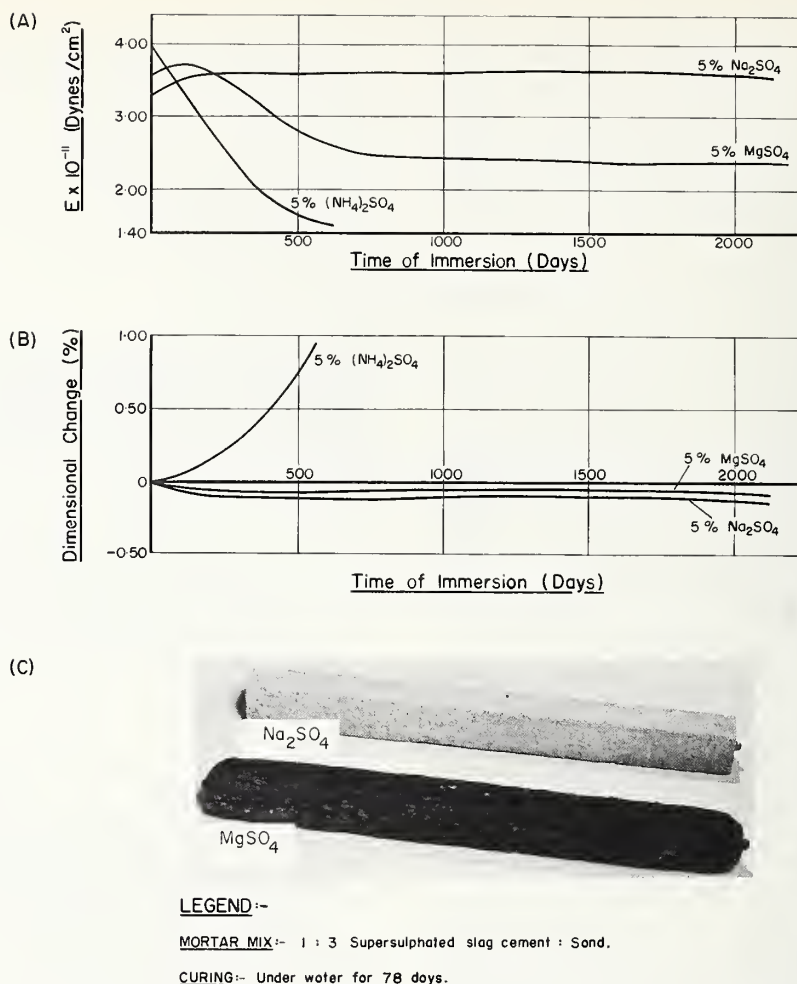 (A)
E x 10⁻¹¹ (Dynes/cm²)
4·00
3·00
2·00
1·40
5% Na₂SO₄
5% MgSO₄
5% (NH₄)₂SO₄
500
1000
1500
2000
Time of Immersion (Days)
(B)
Dimensional Change (%)
1·00
0·50
0
-0·50
5% (NH₄)₂SO₄
500
1000
1500
2000
5% MgSO₄
5% Na₂SO₄
Time of Immersion (Days)
(C)
Na₂SO₄
MgSO₄
LEGEND:-
MORTAR MIX:- 1 : 3 Supersulphated slag cement : Sond.
CURING:- Under woter for 78 doys.